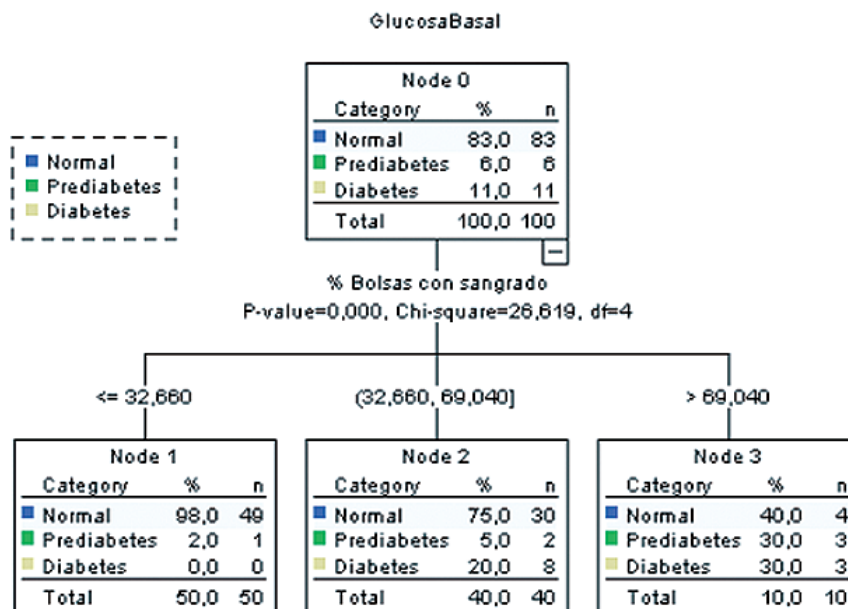 GlucosaBasal
Node 0
Category % n
Normal 83,0 83
Prediabetes 6,0 6
Diabetes 11,0 11
Total 100,0 100
Normal
Prediabetes
Diabetes
% Bolsas con sangrado
P-value=0,000, Chi-square=26,619, df=4
<= 32,660
(32,660, 69,040]
> 69,040
Node 1
Category % n
Normal 98,0 49
Prediabetes 2,0 1
Diabetes 0,0 0
Total 50,0 50
Node 2
Category % n
Normal 75,0 30
Prediabetes 5,0 2
Diabetes 20,0 8
Total 40,0 40
Node 3
Category % n
Normal 40,0 4
Prediabetes 30,0 3
Diabetes 30,0 3
Total 10,0 10